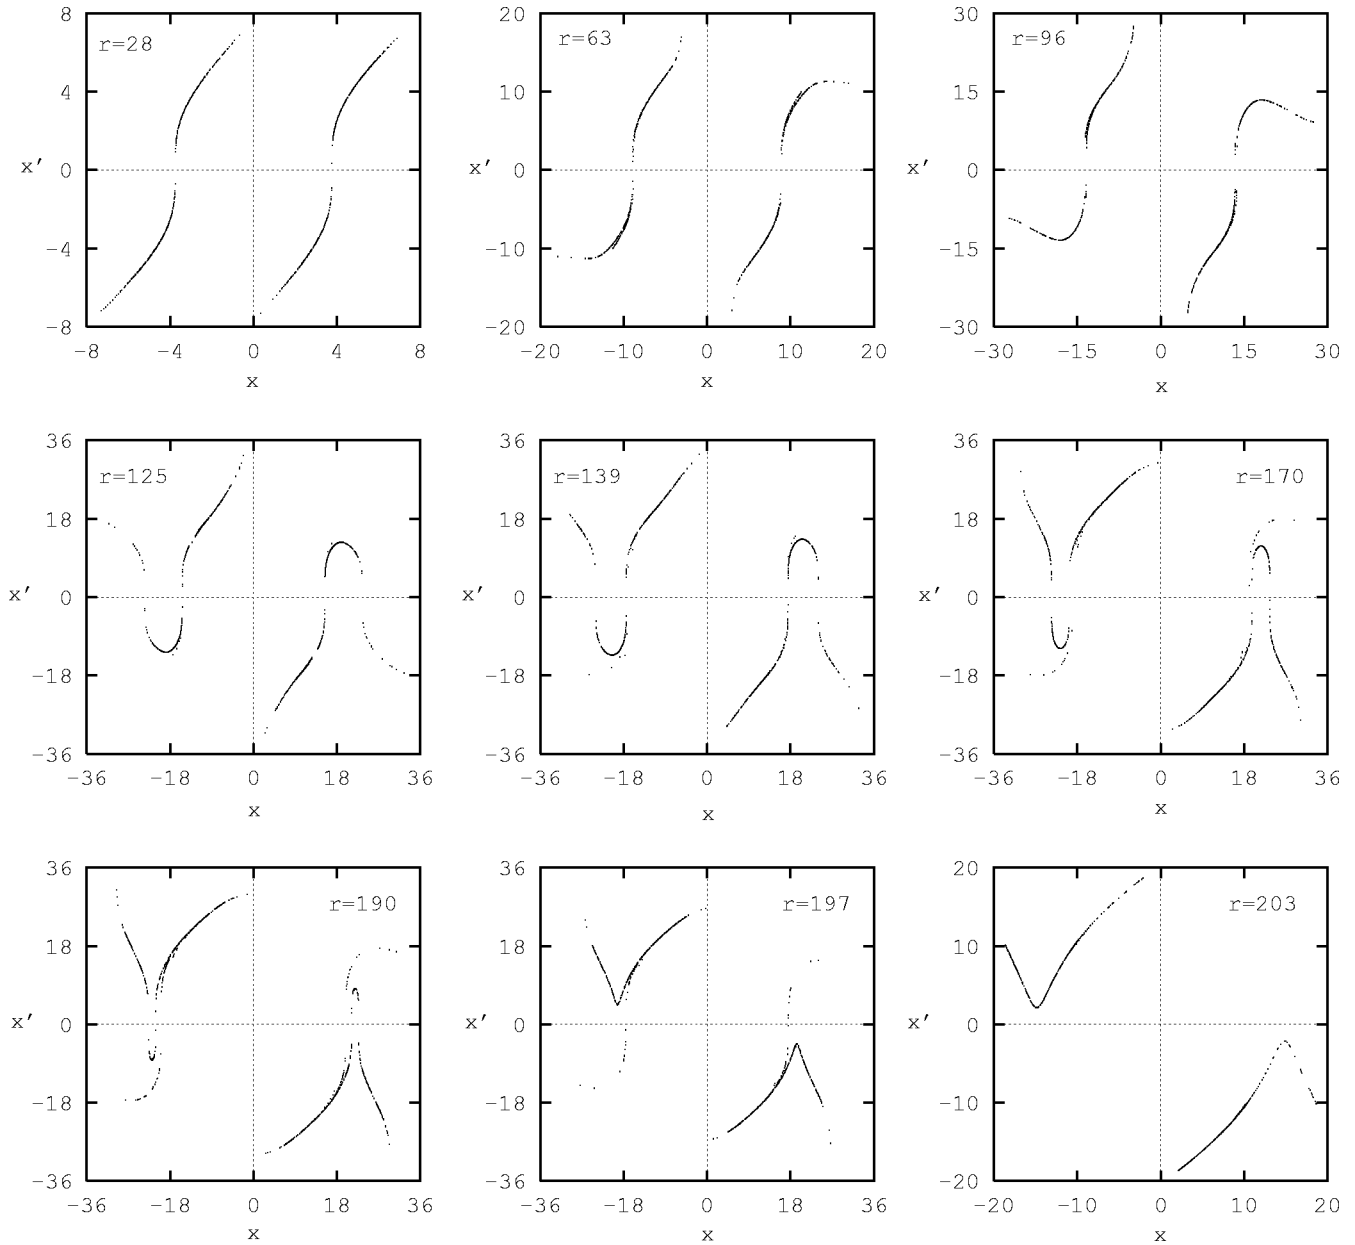 8 20 30
r=28 r=63 r=96
4 10 15
x′ 0 x′ 0 x′ 0
-4 -10 -15
-8 -20 -30
-8 -4 0 4 8 -20 -10 0 10 20 -30 -15 0 15 30
x x x
36 36 36
r=125 r=139 r=170
18 18 18
x′ 0 x′ 0 x′ 0
-18 -18 -18
-36 -36 -36
-36 -18 0 18 36 -36 -18 0 18 36 -36 -18 0 18 36
x x x
36 36 20
r=190 r=197 r=203
18 18 10
x′ 0 x′ 0 x′ 0
-18 -18 -10
-36 -36 -20
-36 -18 0 18 36 -36 -18 0 18 36 -20 -10 0 10 20
x x x